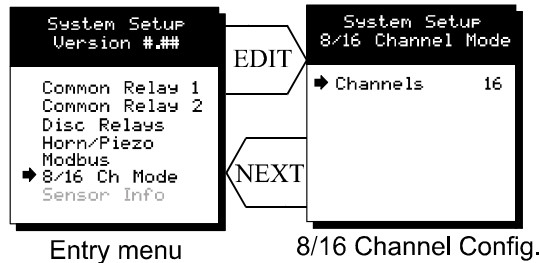 System Setup
Version #.##
Common Relay 1
Common Relay 2
Disc Relays
Horn/Piezo
Modbus
8/16 Ch Mode
Sensor Info
Entry menu
EDIT
NEXT
System Setup
8/16 Channel Mode
Channels 16
8/16 Channel Config.